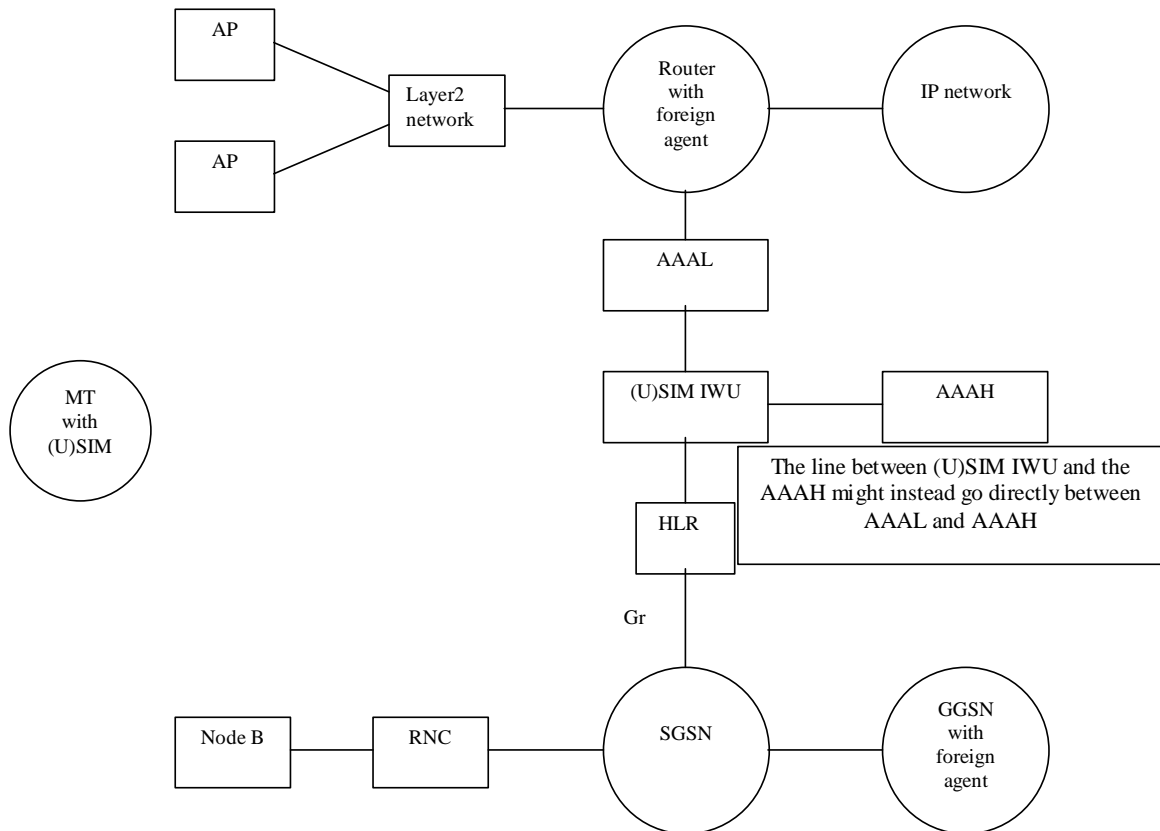 AP
Layer2
network
Router
with
foreign
agent
IP network
AP
AAAL
MT
with
(U)SIM
(U)SIM IWU
AAAH
The line between (U)SIM IWU and the
AAAH might instead go directly between
AAAL and AAAH
HLR
Gr
Node B
RNC
SGSN
GGSN
with
foreign
agent